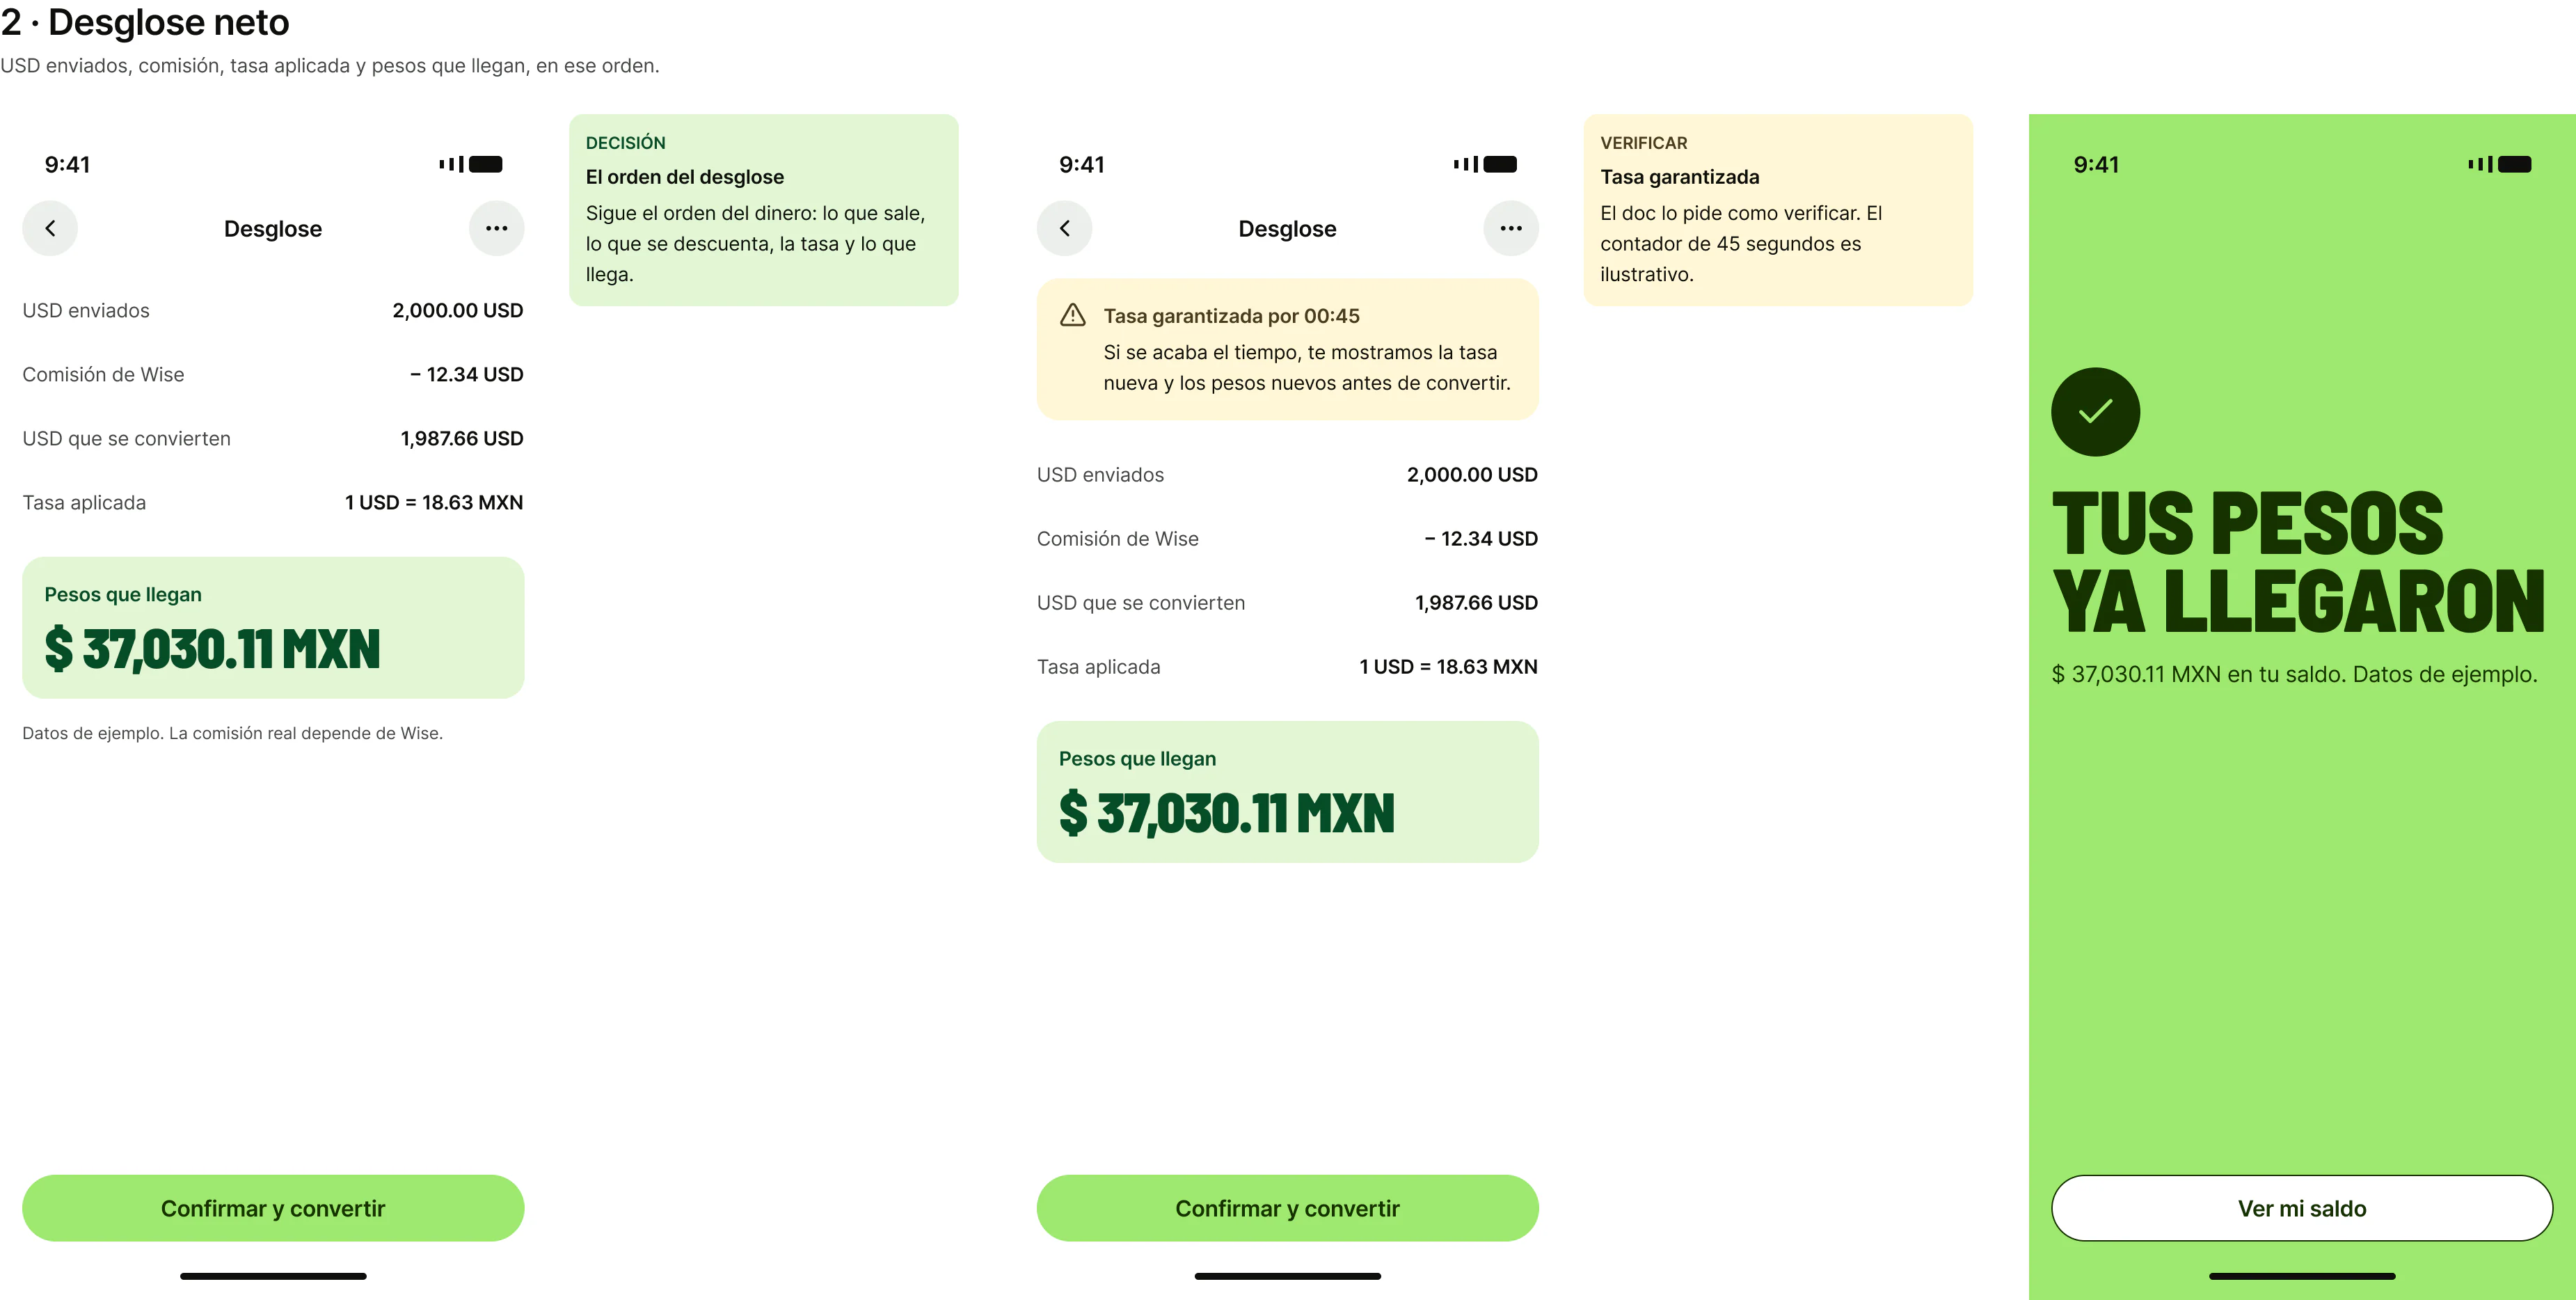 2 · Desglose neto
USD enviados, comisión, tasa aplicada y pesos que llegan, en ese orden.
9:41
Desglose
USD enviados 2,000.00 USD
Comisión de Wise − 12.34 USD
USD que se convierten 1,987.66 USD
Tasa aplicada 1 USD = 18.63 MXN
Pesos que llegan
$ 37,030.11 MXN
Datos de ejemplo. La comisión real depende de Wise.
Confirmar y convertir
DECISIÓN
El orden del desglose
Sigue el orden del dinero: lo que sale,
lo que se descuenta, la tasa y lo que
llega.
9:41
Desglose
Tasa garantizada por 00:45
Si se acaba el tiempo, te mostramos la tasa
nueva y los pesos nuevos antes de convertir.
USD enviados 2,000.00 USD
Comisión de Wise − 12.34 USD
USD que se convierten 1,987.66 USD
Tasa aplicada 1 USD = 18.63 MXN
Pesos que llegan
$ 37,030.11 MXN
Confirmar y convertir
VERIFICAR
Tasa garantizada
El doc lo pide como verificar. El
contador de 45 segundos es
ilustrativo.
9:41
TUS PESOS
YA LLEGARON
$ 37,030.11 MXN en tu saldo. Datos de ejemplo.
Ver mi saldo